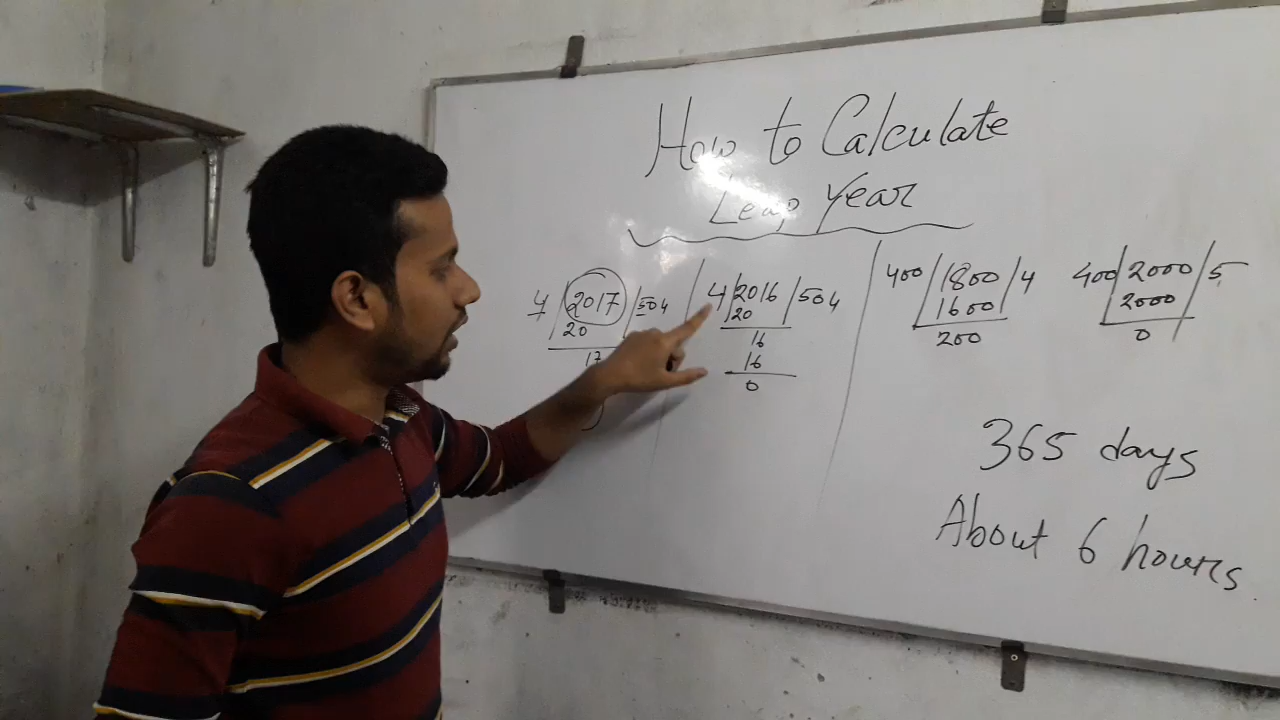 How to Calculate
Leap Year
4 2017 504
20
17
4 2016 504
20
16
16
0
400 1800 4
1600
200
400 2000 5
2000
0
365 days
About 6 hours